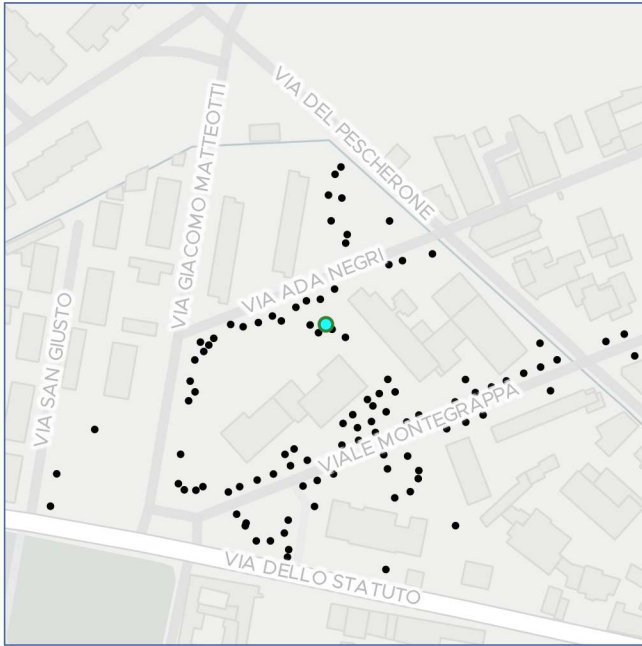 VIA DEL PESCHERONE
VIA GIACOMO MATTEOTTI
VIA ADA NEGRI
VIA SAN GIUSTO
VIALE MONTEGRAPPA
VIA DELLO STATUTO